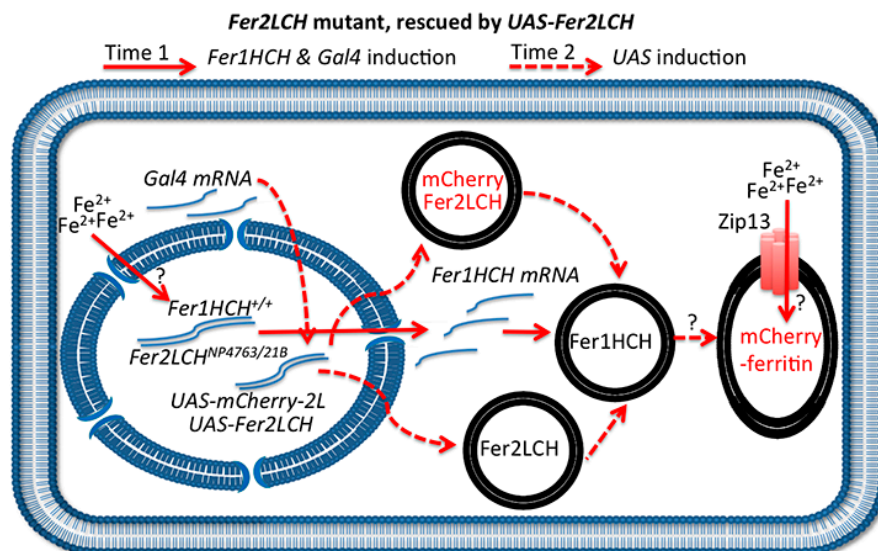 Fer2LCH mutant, rescued by UAS-Fer2LCH
Time 1 Fer1HCH & Gal4 induction Time 2 UAS induction
Gal4 mRNA
Fe²⁺
Fe²⁺Fe²⁺
?
Fer1HCH⁺/⁺
Fer2LCHᴺᴾ⁴⁷⁶³/²¹ᴮ
UAS-mCherry-2L
UAS-Fer2LCH
mCherry
Fer2LCH
Fer1HCH mRNA
Fer1HCH
Fer2LCH
?
Fe²⁺
Fe²⁺Fe²⁺
Zip13
?
mCherry
-ferritin